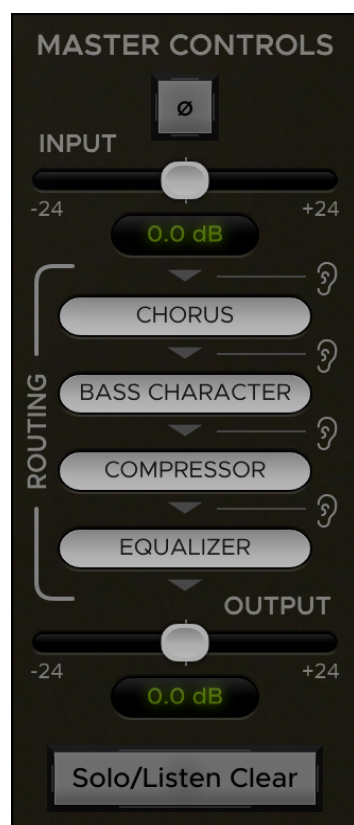 MASTER CONTROLS
ø
INPUT
-24 +24
0.0 dB
ROUTING
CHORUS
BASS CHARACTER
COMPRESSOR
EQUALIZER
OUTPUT
-24 +24
0.0 dB
Solo/Listen Clear